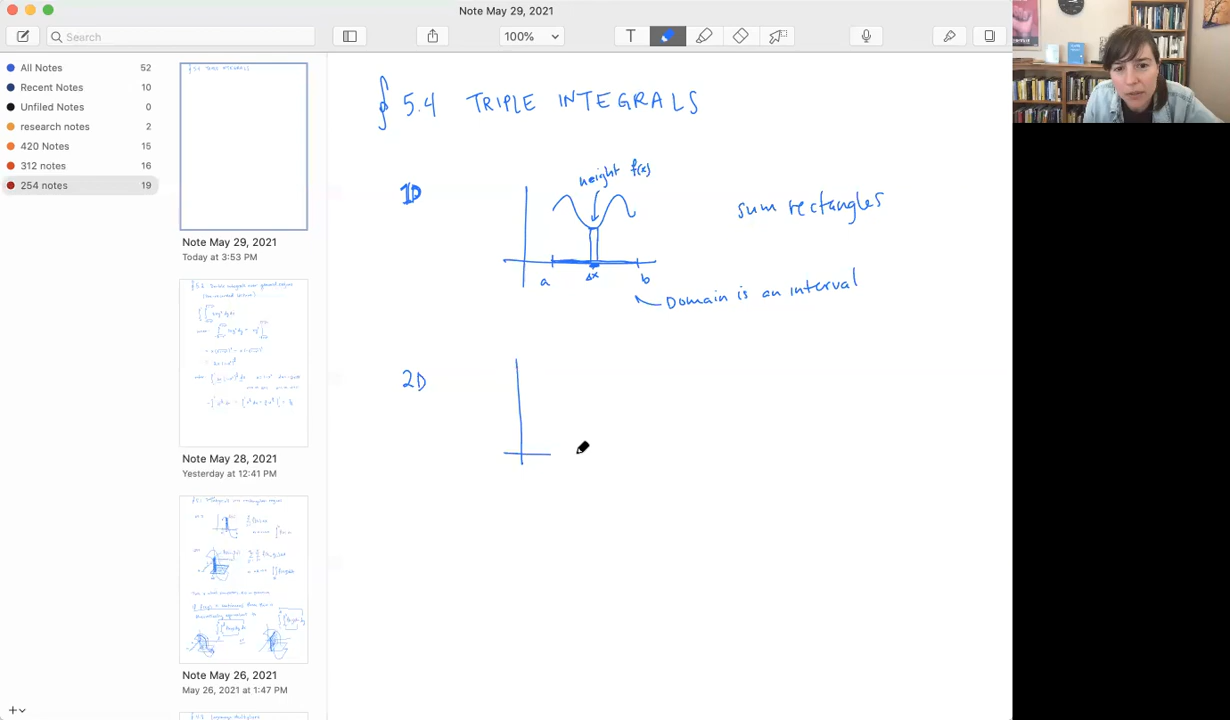 Note May 29, 2021
Search
100%
T
All Notes 52
Recent Notes 10
Unfiled Notes 0
research notes 2
420 Notes 15
312 notes 16
254 notes 19
Note May 29, 2021
Today at 3:53 PM
Note May 28, 2021
Yesterday at 12:41 PM
Note May 26, 2021
May 26, 2021 at 1:47 PM
§ 5.4 TRIPLE INTEGRALS
1D
height f(x)
sum rectangles
a Δx b
Domain is an interval
2D